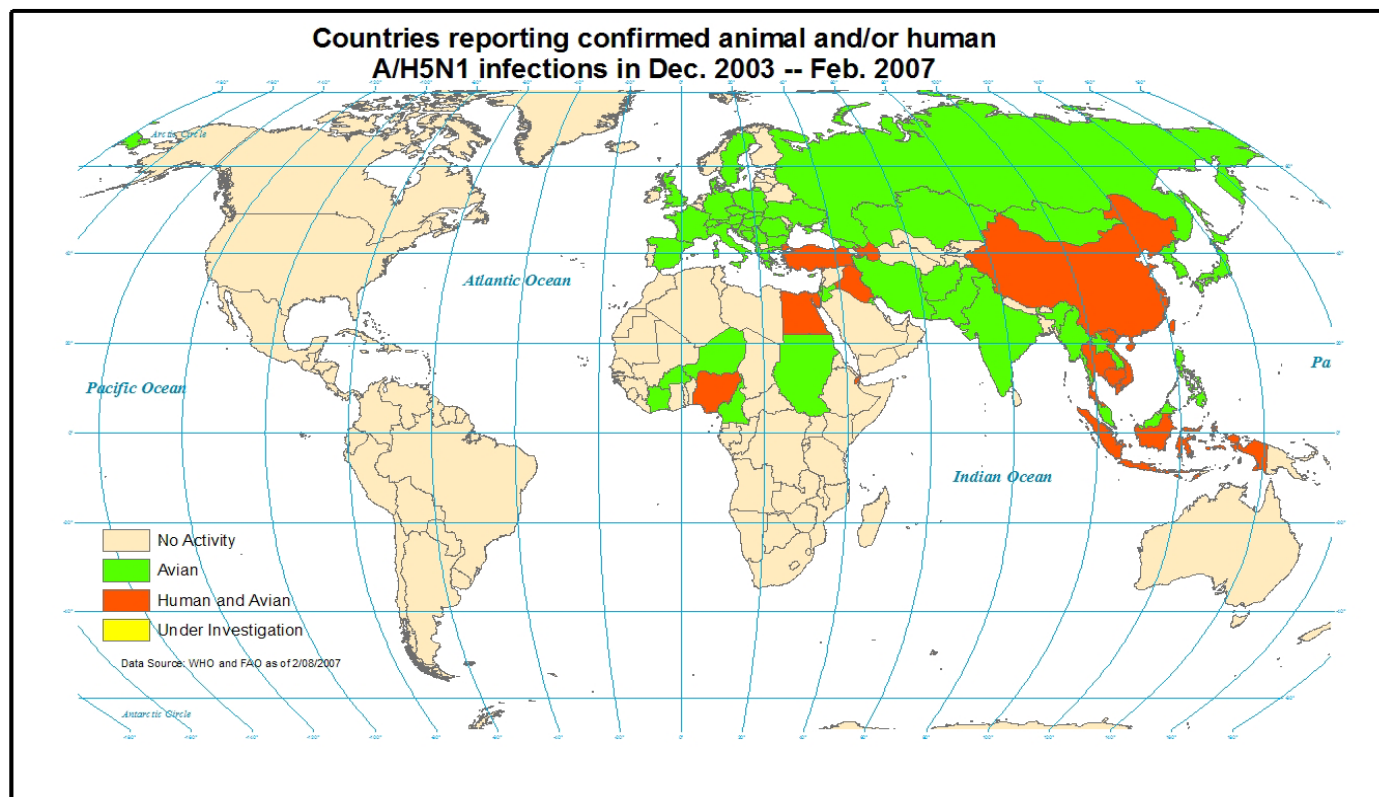 Countries reporting confirmed animal and/or human
A/H5N1 infections in Dec. 2003 -- Feb. 2007
Arctic Circle
Atlantic Ocean
Pacific Ocean
Pa
Indian Ocean
No Activity
Avian
Human and Avian
Under Investigation
Data Source: WHO and FAO as of 2/08/2007
Antarctic Circle